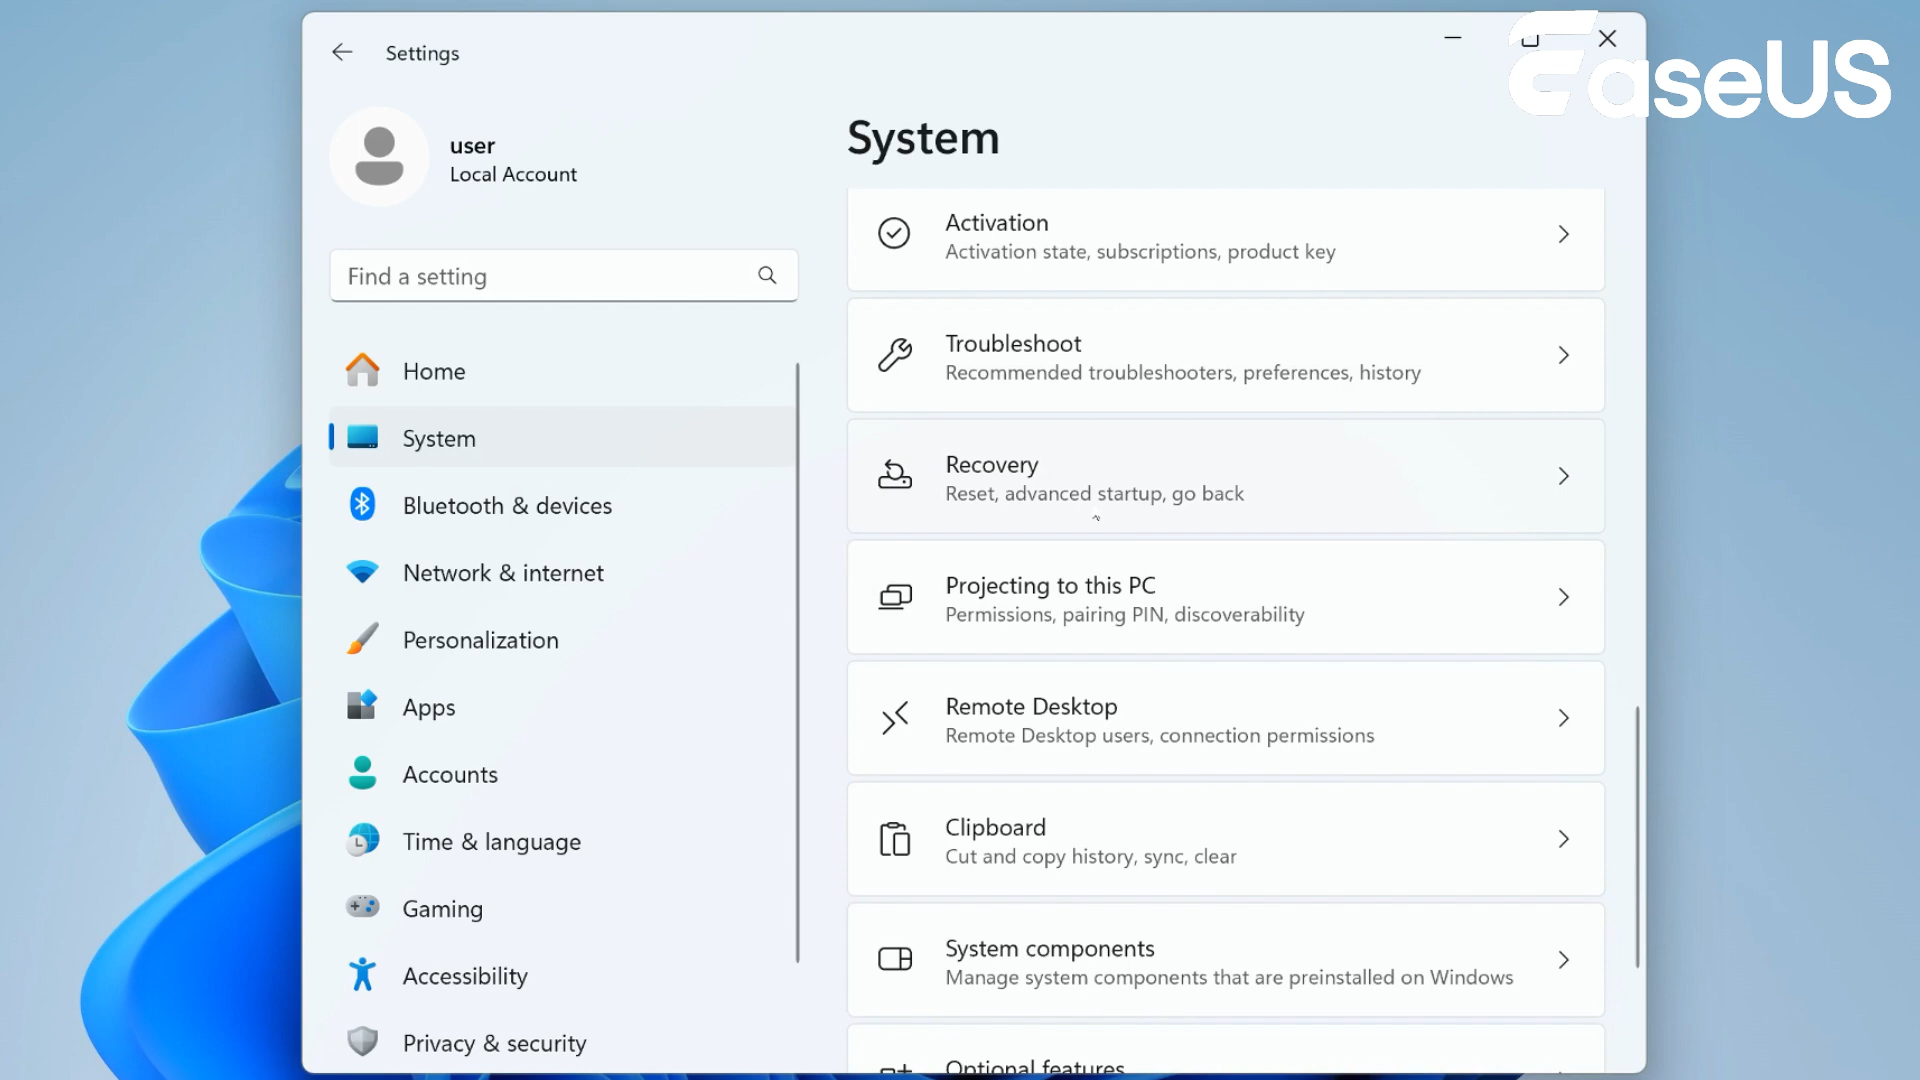 Settings
EaseUS
user
Local Account
Find a setting
Home
System
Bluetooth & devices
Network & internet
Personalization
Apps
Accounts
Time & language
Gaming
Accessibility
Privacy & security
System
Activation
Activation state, subscriptions, product key
Troubleshoot
Recommended troubleshooters, preferences, history
Recovery
Reset, advanced startup, go back
Projecting to this PC
Permissions, pairing PIN, discoverability
Remote Desktop
Remote Desktop users, connection permissions
Clipboard
Cut and copy history, sync, clear
System components
Manage system components that are preinstalled on Windows
Optional features